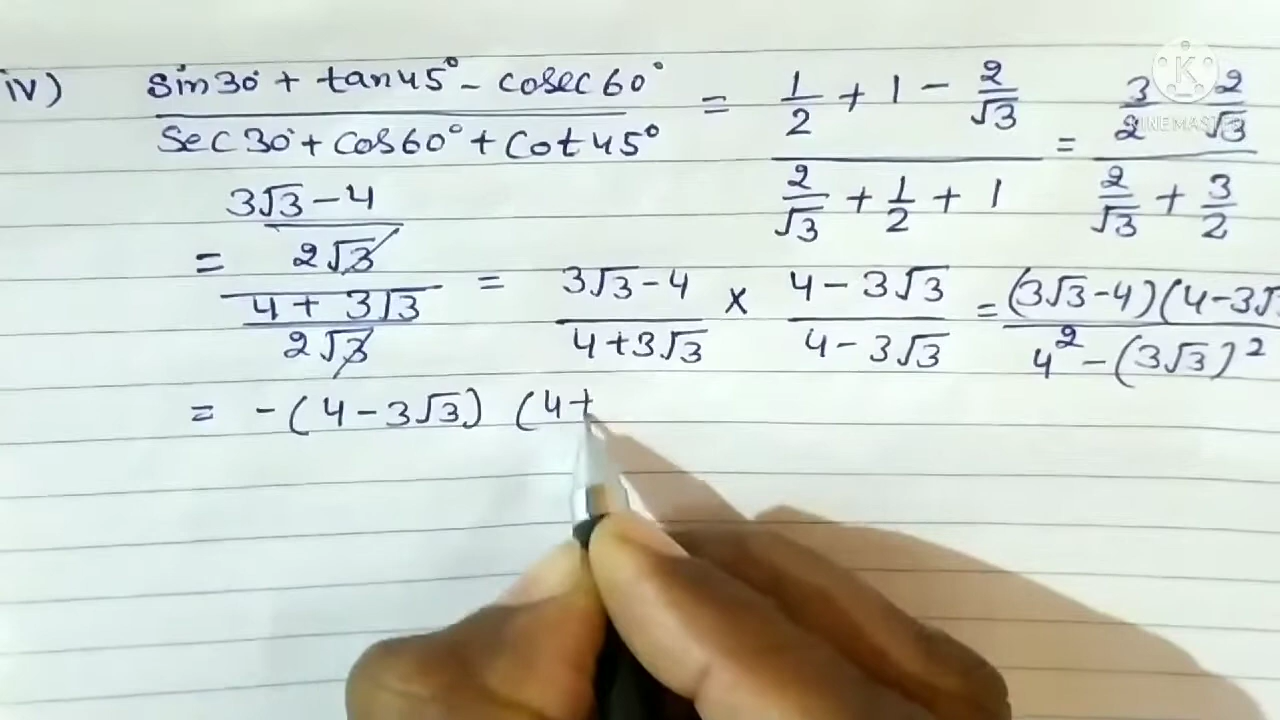 iv) sin30° + tan45° - cosec60° / sec30° + cos60° + cot45° = 1/2 + 1 - 2/√3 / 2/√3 + 1/2 + 1 = 3/2 2/√3 / 2/√3 + 3/2
= 3√3 - 4 / 2√3 / 4 + 3√3 / 2√3 = 3√3 - 4 / 4 + 3√3 × 4 - 3√3 / 4 - 3√3 = (3√3 - 4)(4 - 3√ / 4² - (3√3)²
= -(4 - 3√3) (4+
K
KINE MASTER